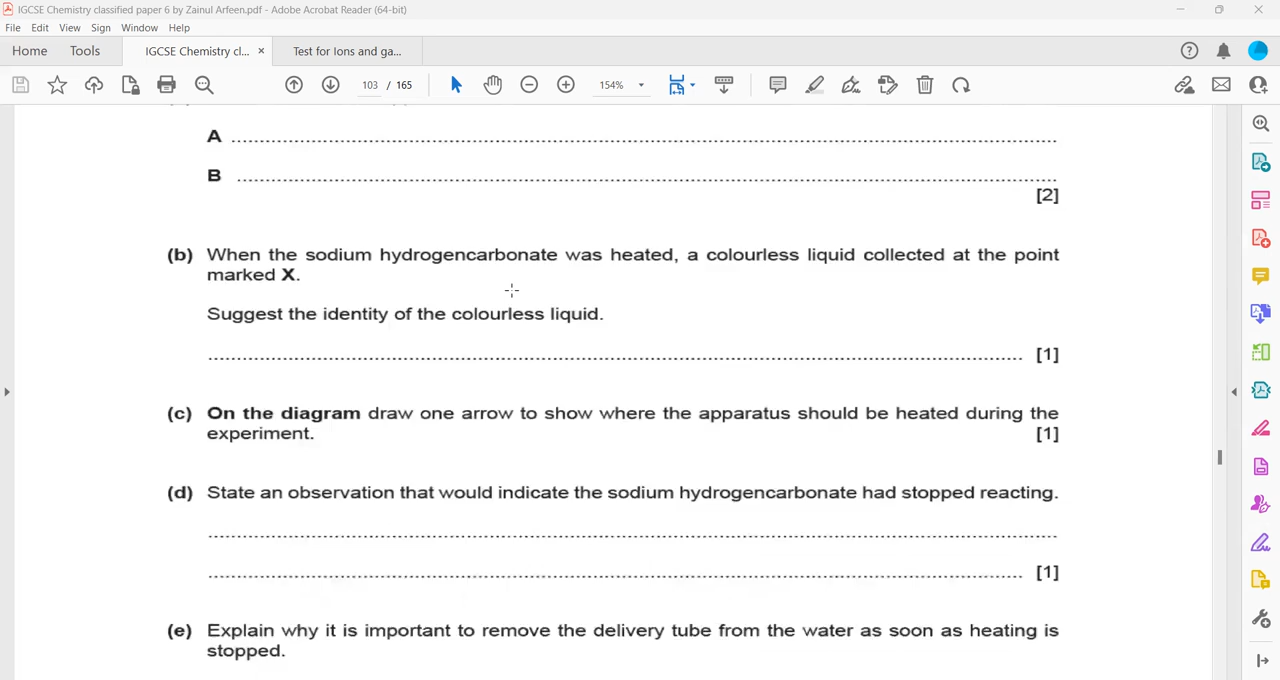 IGCSE Chemistry classified paper 6 by Zainul Arfeen.pdf - Adobe Acrobat Reader (64-bit)
File Edit View Sign Window Help
Home Tools IGCSE Chemistry cl... × Test for Ions and ga...
103 / 165 154%
A
B
[2]
(b) When the sodium hydrogencarbonate was heated, a colourless liquid collected at the point
marked X.
Suggest the identity of the colourless liquid.
[1]
(c) On the diagram draw one arrow to show where the apparatus should be heated during the
experiment. [1]
(d) State an observation that would indicate the sodium hydrogencarbonate had stopped reacting.
[1]
(e) Explain why it is important to remove the delivery tube from the water as soon as heating is
stopped.